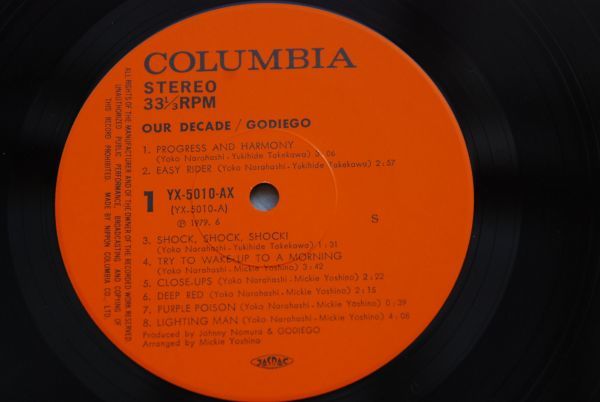 COLUMBIA
STEREO
33⅓RPM
OUR DECADE / GODIEGO
1. PROGRESS AND HARMONY
(Yoko Narahashi-Yukihide Takekawa) 3:06
2. EASY RIDER (Yoko Narahashi-Yukihide Takekawa) 2:57
1 YX-5010-AX
(YX-5010-A)
Ⓟ 1979. 6
S
3. SHOCK, SHOCK, SHOCK!
(Yoko Narahashi-Yukihide Takekawa) 1:31
4. TRY TO WAKE UP TO A MORNING
(Yoko Narahashi-Mickie Yoshino) 3:42
5. CLOSE-UPS (Yoko Narahashi-Mickie Yoshino) 2:22
6. DEEP RED (Yoko Narahashi-Mickie Yoshino) 2:16
7. PURPLE POISON (Yoko Narahashi-Mickie Yoshino) 0:39
8. LIGHTING MAN (Yoko Narahashi-Mickie Yoshino) 4:06
Produced by Johnny Nomura & GODIEGO
Arranged by Mickie Yoshino
JASRAC
ALL RIGHTS OF THE MANUFACTURER AND OF THE OWNER OF THE RECORDED WORK RESERVED
UNAUTHORIZED PUBLIC PERFORMANCE, BROADCASTING AND COPYING OF
THIS RECORD PROHIBITED. MADE BY NIPPON COLUMBIA CO., LTD.